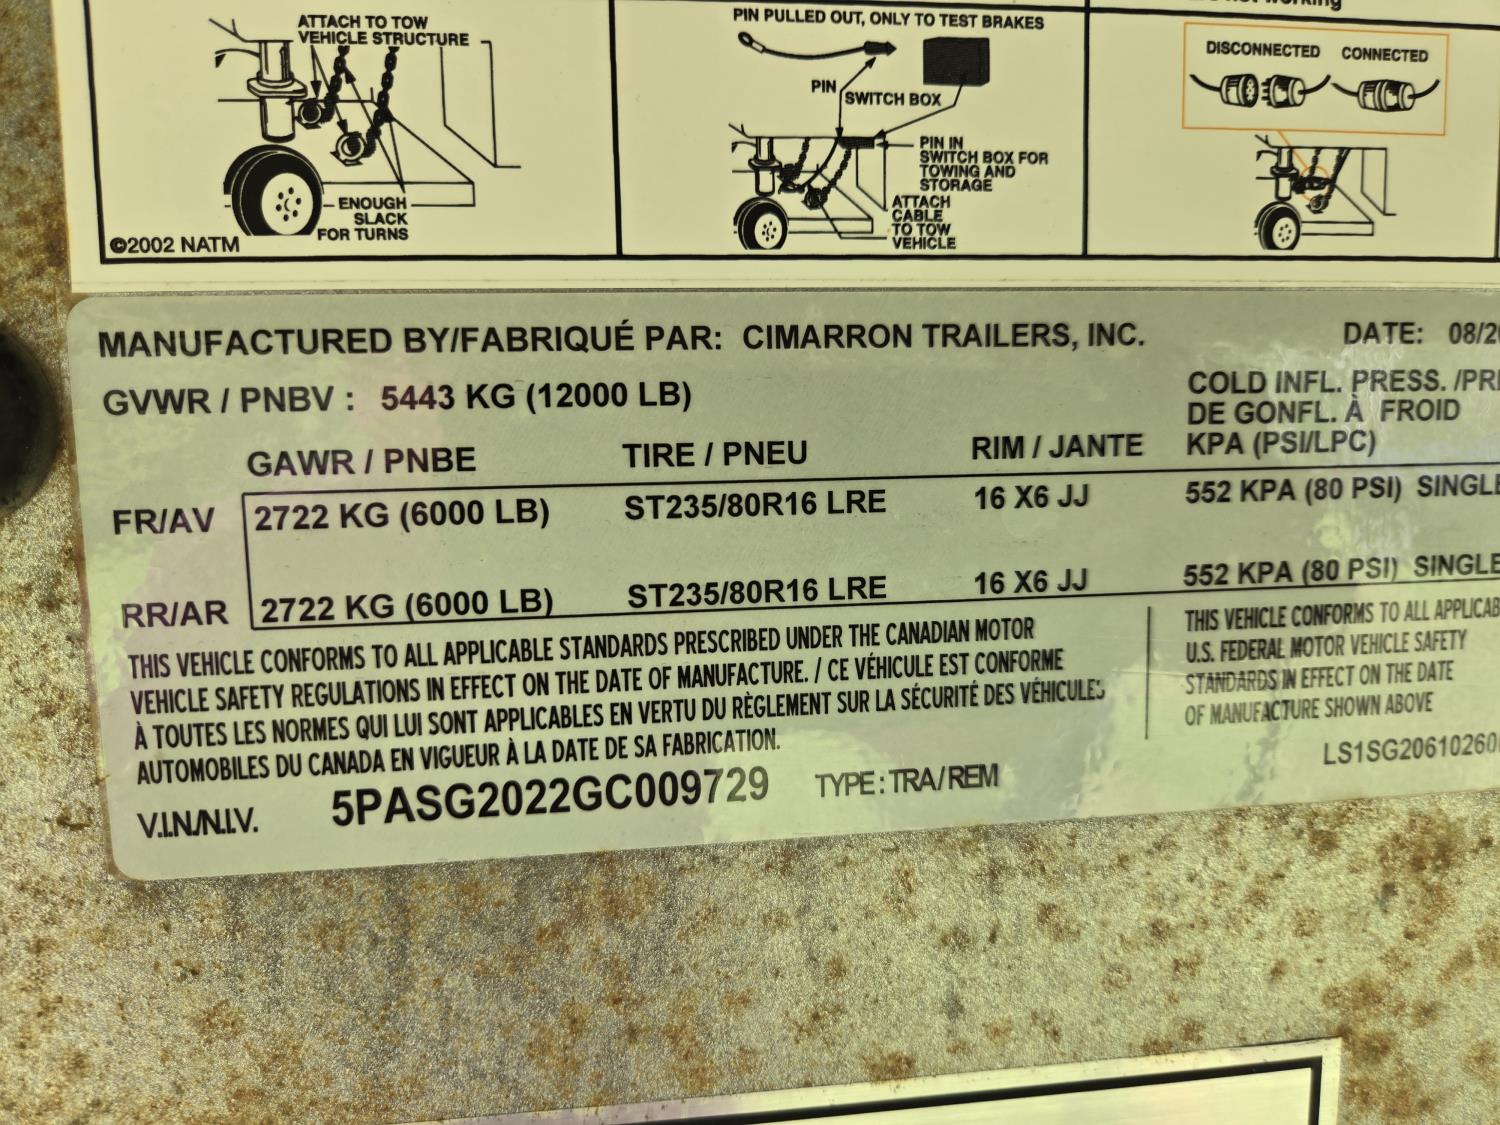 ATTACH TO TOW
VEHICLE STRUCTURE
ENOUGH
SLACK
FOR TURNS
©2002 NATM
PIN PULLED OUT, ONLY TO TEST BRAKES
PIN
SWITCH BOX
PIN IN
SWITCH BOX FOR
TOWING AND
STORAGE
ATTACH
CABLE
TO TOW
VEHICLE
not working
DISCONNECTED CONNECTED
MANUFACTURED BY/FABRIQUÉ PAR: CIMARRON TRAILERS, INC. DATE: 08/20
GVWR / PNBV : 5443 KG (12000 LB)
COLD INFL. PRESS. /PRE
DE GONFL. À FROID
GAWR / PNBE TIRE / PNEU RIM / JANTE KPA (PSI/LPC)
FR/AV 2722 KG (6000 LB) ST235/80R16 LRE 16 X6 JJ 552 KPA (80 PSI) SINGLE
RR/AR 2722 KG (6000 LB) ST235/80R16 LRE 16 X6 JJ 552 KPA (80 PSI) SINGLE
THIS VEHICLE CONFORMS TO ALL APPLICABLE STANDARDS PRESCRIBED UNDER THE CANADIAN MOTOR
VEHICLE SAFETY REGULATIONS IN EFFECT ON THE DATE OF MANUFACTURE. / CE VÉHICULE EST CONFORME
À TOUTES LES NORMES QUI LUI SONT APPLICABLES EN VERTU DU RÈGLEMENT SUR LA SÉCURITÉ DES VÉHICULES
AUTOMOBILES DU CANADA EN VIGUEUR À LA DATE DE SA FABRICATION.
THIS VEHICLE CONFORMS TO ALL APPLICAB
U.S. FEDERAL MOTOR VEHICLE SAFETY
STANDARDS IN EFFECT ON THE DATE
OF MANUFACTURE SHOWN ABOVE
V.I.N./N.I.V. 5PASG2022GC009729 TYPE: TRA/REM
LS1SG20610260